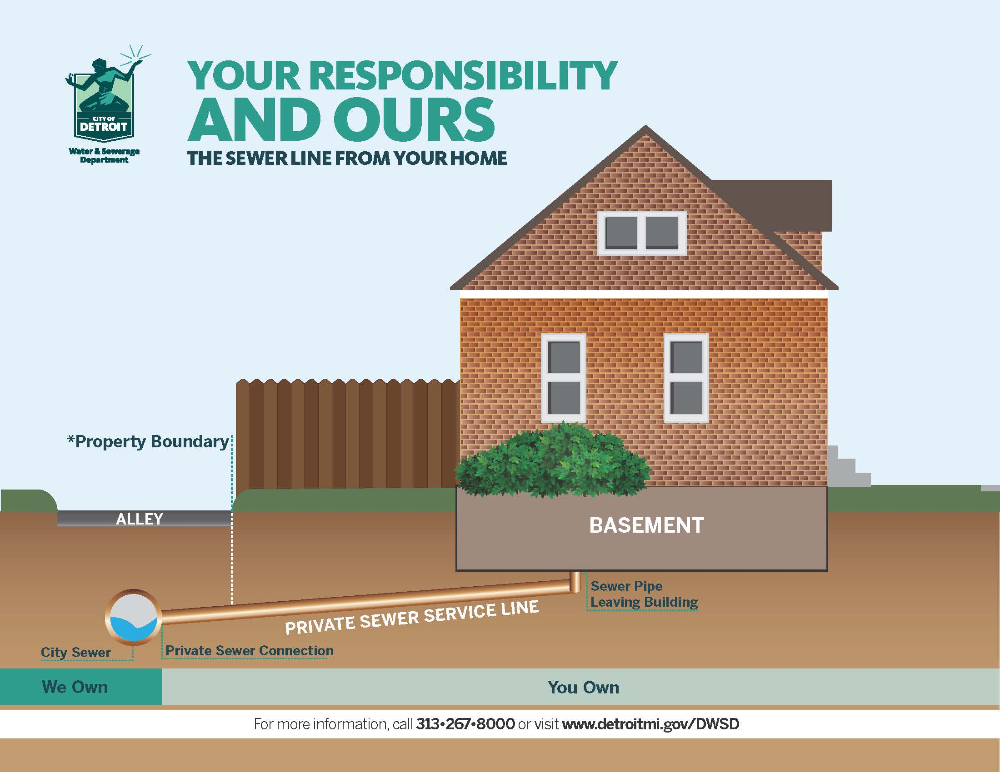 CITY OF
DETROIT
Water & Sewerage
Department
YOUR RESPONSIBILITY
AND OURS
THE SEWER LINE FROM YOUR HOME
*Property Boundary
ALLEY
BASEMENT
Sewer Pipe
Leaving Building
PRIVATE SEWER SERVICE LINE
City Sewer
Private Sewer Connection
We Own
You Own
For more information, call 313•267•8000 or visit www.detroitmi.gov/DWSD